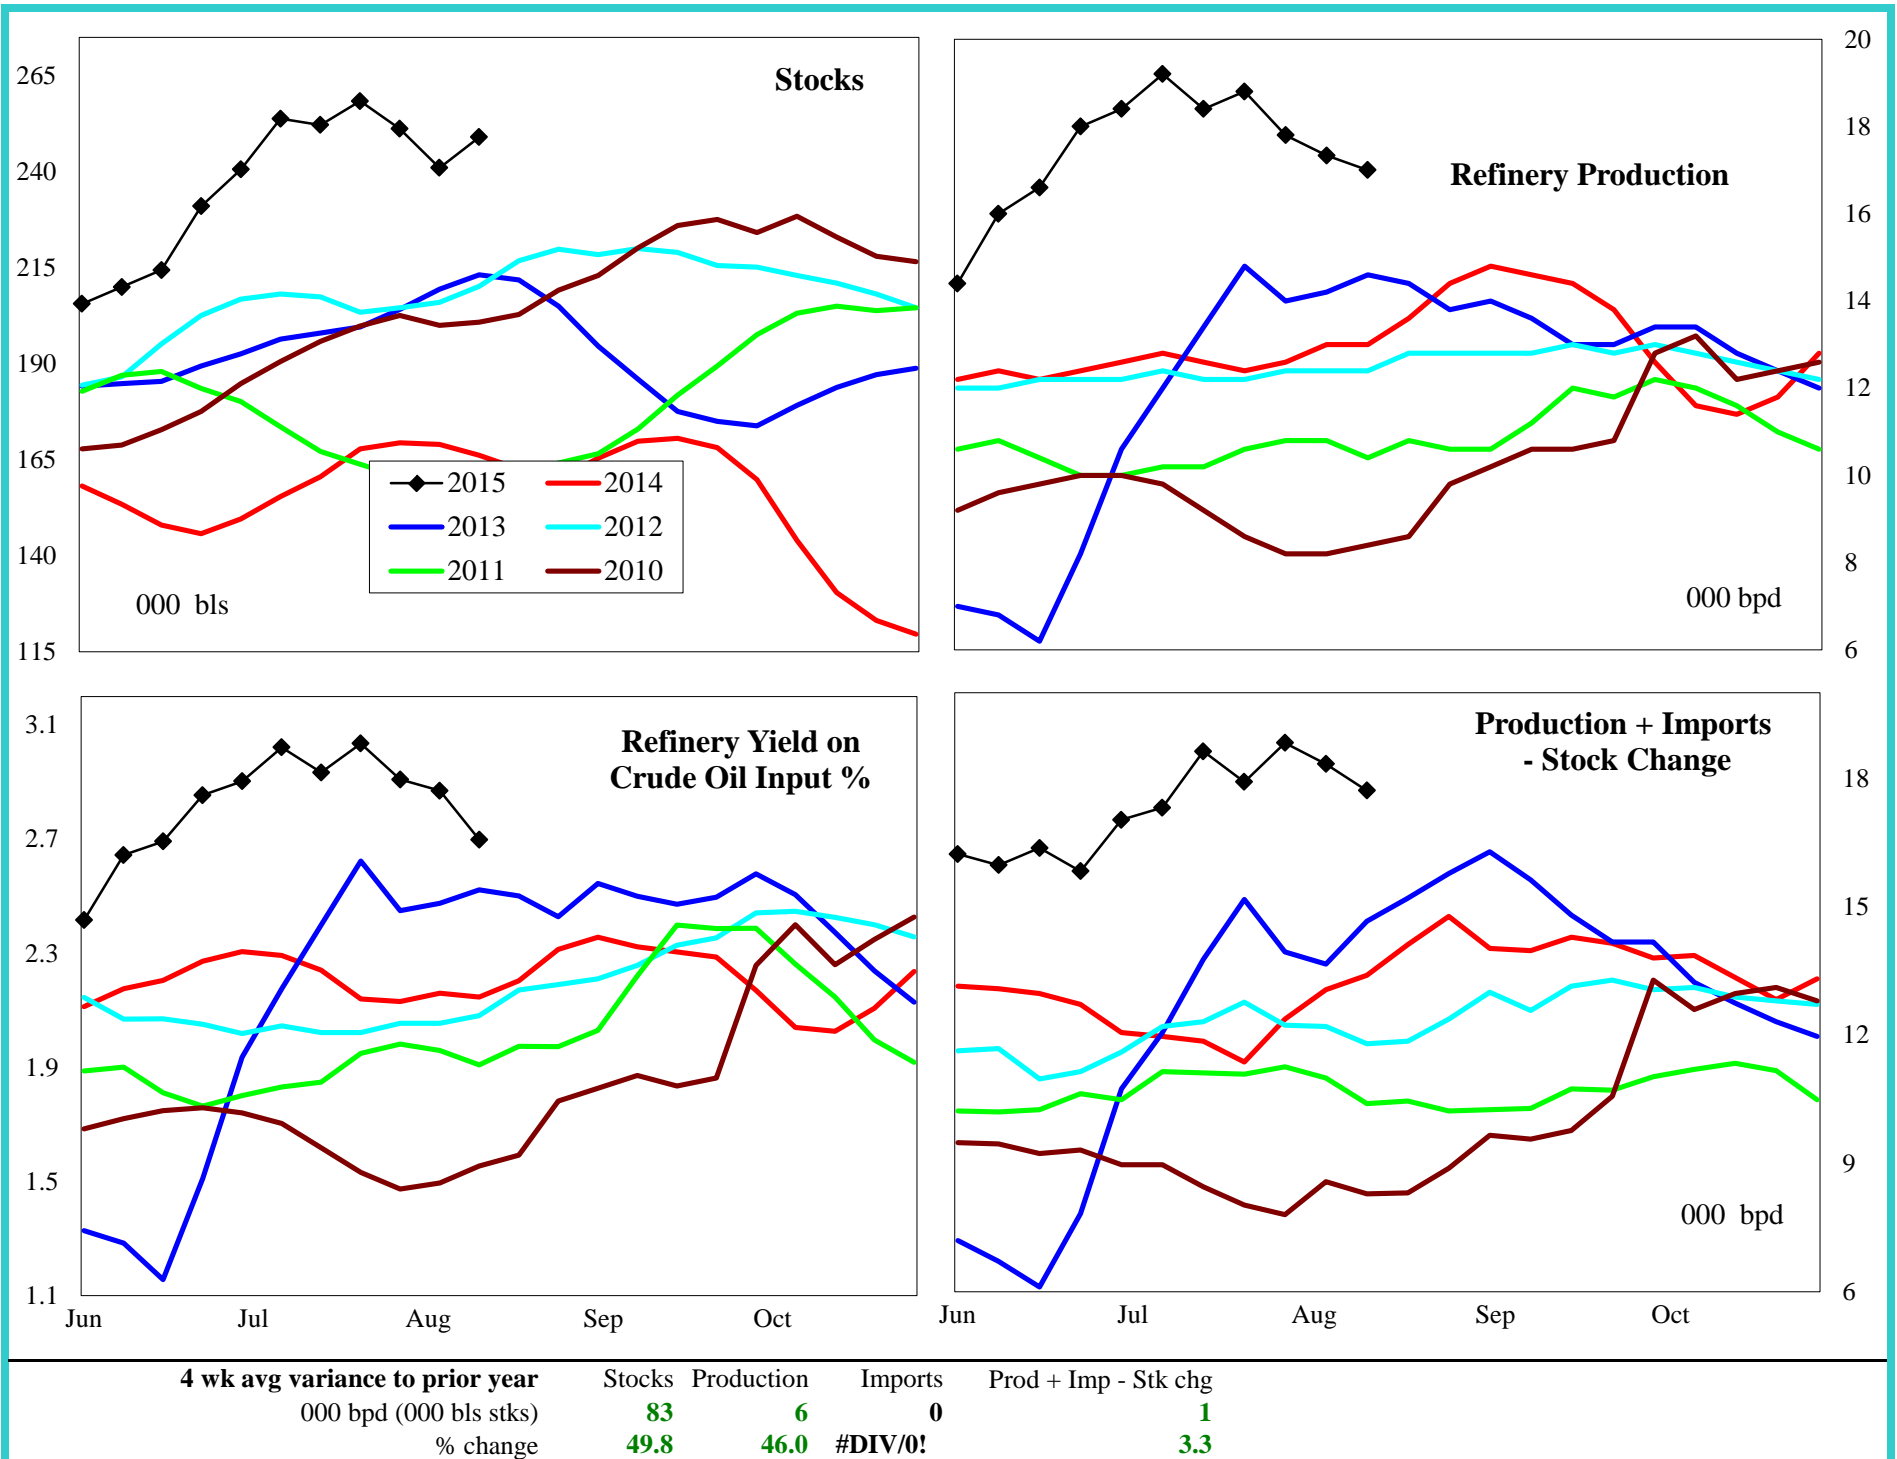 Stocks
265
240
215
190
165
140
115
2015
2014
2013
2012
2011
2010
000 bls
Refinery Production
20
18
16
14
12
10
8
6
000 bpd
Refinery Yield on
Crude Oil Input %
3.1
2.7
2.3
1.9
1.5
1.1
Jun Jul Aug Sep Oct
Production + Imports
- Stock Change
18
15
12
9
6
000 bpd
Jun Jul Aug Sep Oct
4 wk avg variance to prior year Stocks Production Imports Prod + Imp - Stk chg
000 bpd (000 bls stks) 83 6 0 1
% change 49.8 46.0 #DIV/0! 3.3